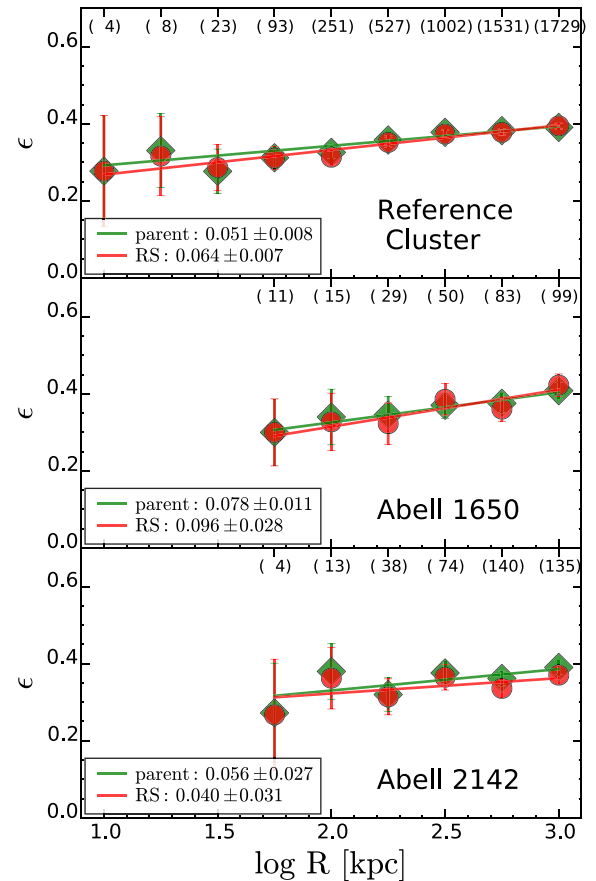 0.6
( 4) ( 8) ( 23) ( 93) (251) (527) (1002) (1531) (1729)
0.4
ϵ
0.2
Reference
Cluster
parent : 0.051 ±0.008
RS : 0.064 ±0.007
0.0
( 11) ( 15) ( 29) ( 50) ( 83) ( 99)
0.6
0.4
ϵ
0.2
parent : 0.078 ±0.011
RS : 0.096 ±0.028
Abell 1650
0.0
( 4) ( 13) ( 38) ( 74) (140) (135)
0.6
0.4
ϵ
0.2
parent : 0.056 ±0.027
RS : 0.040 ±0.031
Abell 2142
0.0
1.0 1.5 2.0 2.5 3.0
log R [kpc]